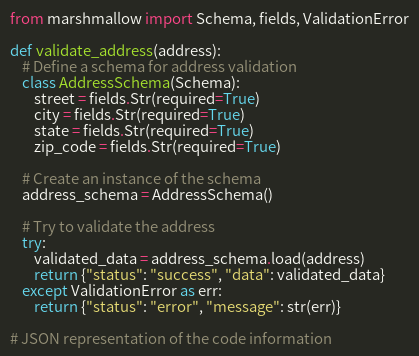 from marshmallow import Schema, fields, ValidationError

def validate_address(address):
    # Define a schema for address validation
    class AddressSchema(Schema):
        street = fields.Str(required=True)
        city = fields.Str(required=True)
        state = fields.Str(required=True)
        zip_code = fields.Str(required=True)

    # Create an instance of the schema
    address_schema = AddressSchema()

    # Try to validate the address
    try:
        validated_data = address_schema.load(address)
        return {"status": "success", "data": validated_data}
    except ValidationError as err:
        return {"status": "error", "message": str(err)}

# JSON representation of the code information